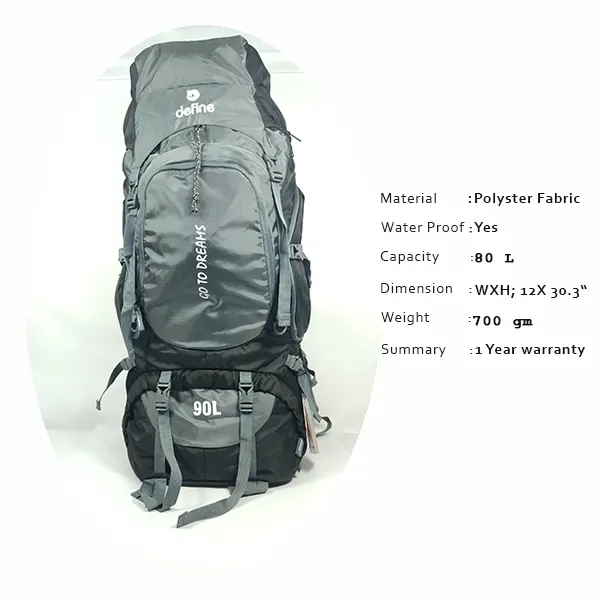 define
GO TO DREAMS
90L
Material :Polyster Fabric
Water Proof :Yes
Capacity :80 L
Dimension : WXH; 12X 30.3“
Weight :700 gm
Summary :1 Year warranty